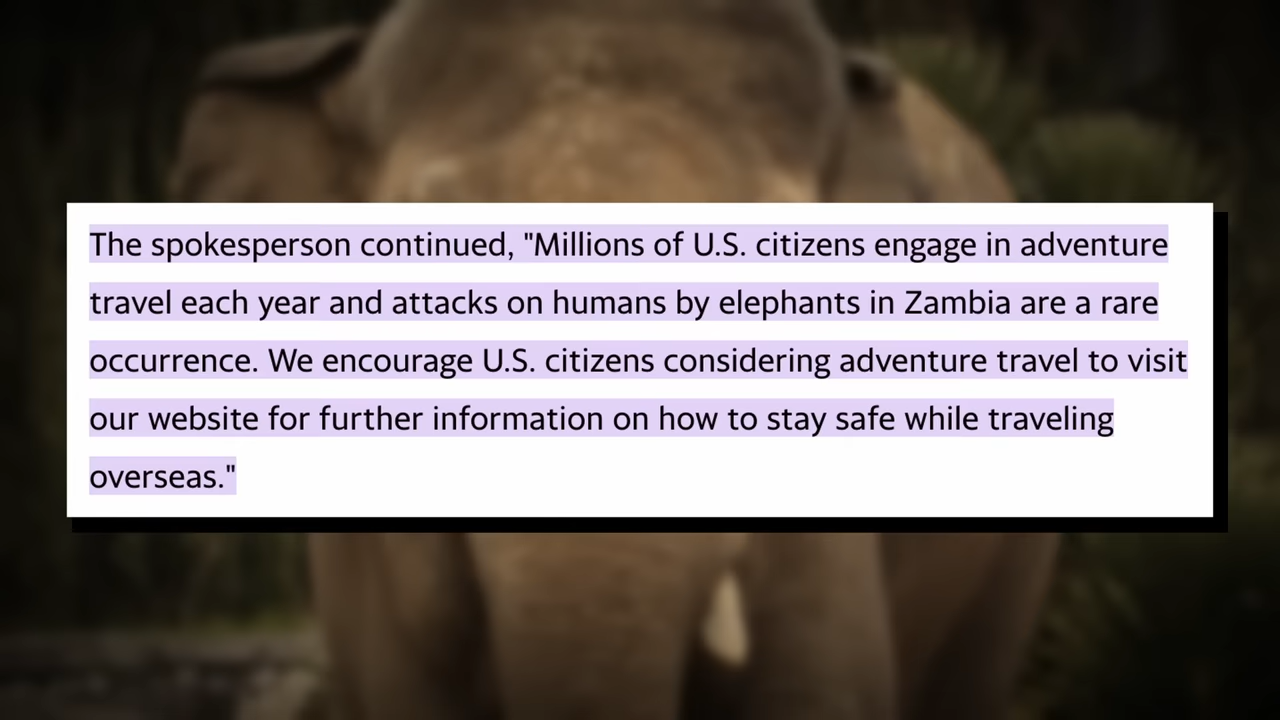 The spokesperson continued, "Millions of U.S. citizens engage in adventure
travel each year and attacks on humans by elephants in Zambia are a rare
occurrence. We encourage U.S. citizens considering adventure travel to visit
our website for further information on how to stay safe while traveling
overseas."